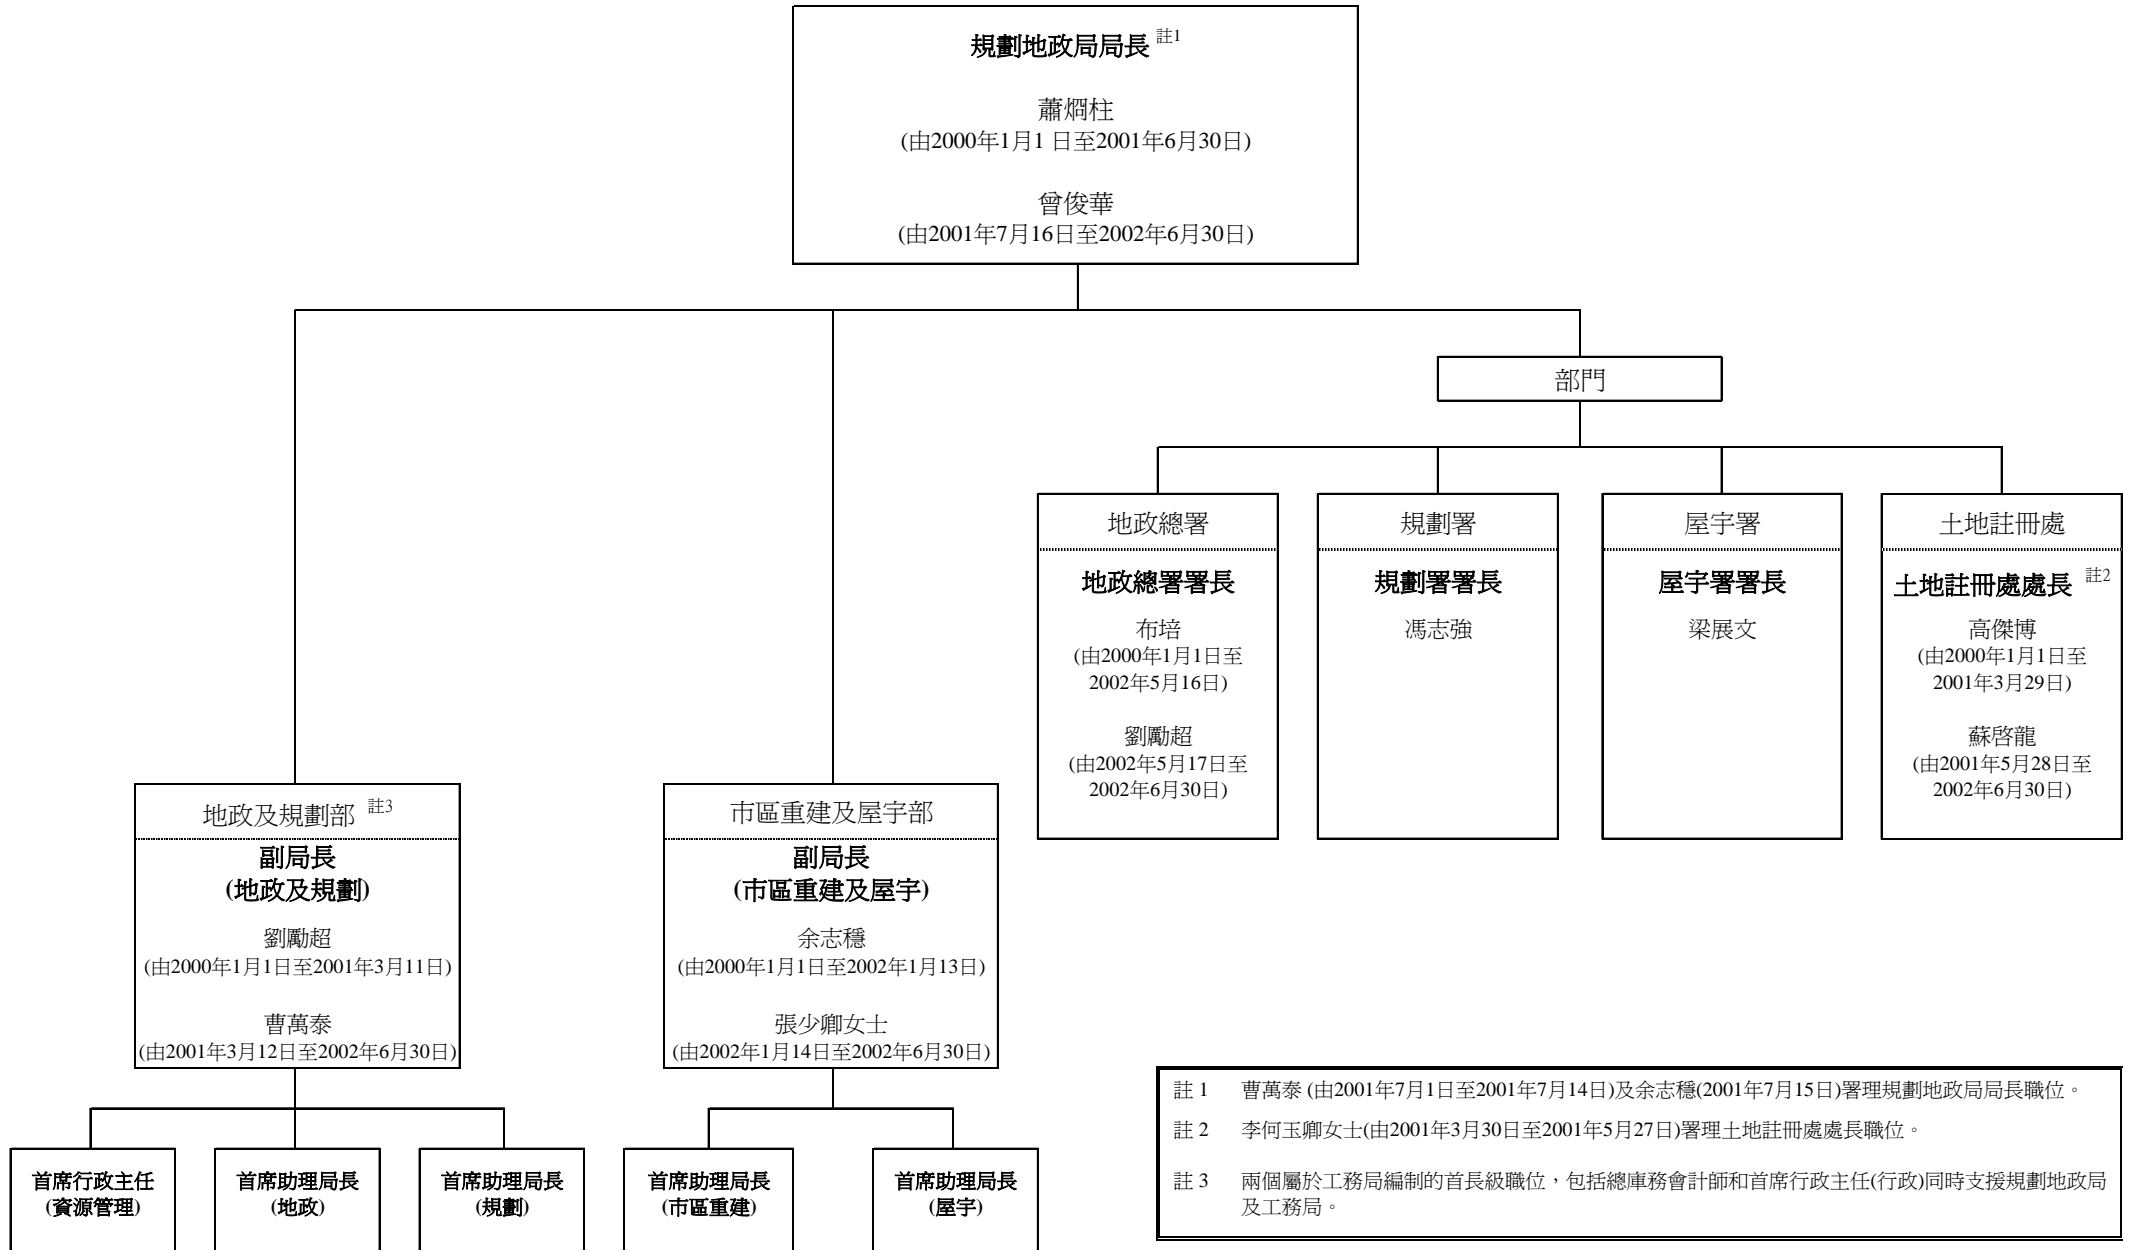 規劃地政局局長 註1
蕭烱柱
(由2000年1月1 日至2001年6月30日)
曾俊華
(由2001年7月16日至2002年6月30日)
部門
地政總署
地政總署署長
布培
(由2000年1月1日至
2002年5月16日)
劉勵超
(由2002年5月17日至
2002年6月30日)
規劃署
規劃署署長
馮志強
屋宇署
屋宇署署長
梁展文
土地註冊處
土地註冊處處長 註2
高傑博
(由2000年1月1日至
2001年3月29日)
蘇啓龍
(由2001年5月28日至
2002年6月30日)
地政及規劃部 註3
副局長
(地政及規劃)
劉勵超
(由2000年1月1日至2001年3月11日)
曹萬泰
(由2001年3月12日至2002年6月30日)
市區重建及屋宇部
副局長
(市區重建及屋宇)
余志穩
(由2000年1月1日至2002年1月13日)
張少卿女士
(由2002年1月14日至2002年6月30日)
首席行政主任
(資源管理)
首席助理局長
(地政)
首席助理局長
(規劃)
首席助理局長
(市區重建)
首席助理局長
(屋宇)
註 1 曹萬泰 (由2001年7月1日至2001年7月14日)及余志穩(2001年7月15日)署理規劃地政局局長職位。
註 2 李何玉卿女士(由2001年3月30日至2001年5月27日)署理土地註冊處處長職位。
註 3 兩個屬於工務局編制的首長級職位，包括總庫務會計師和首席行政主任(行政)同時支援規劃地政局
及工務局。